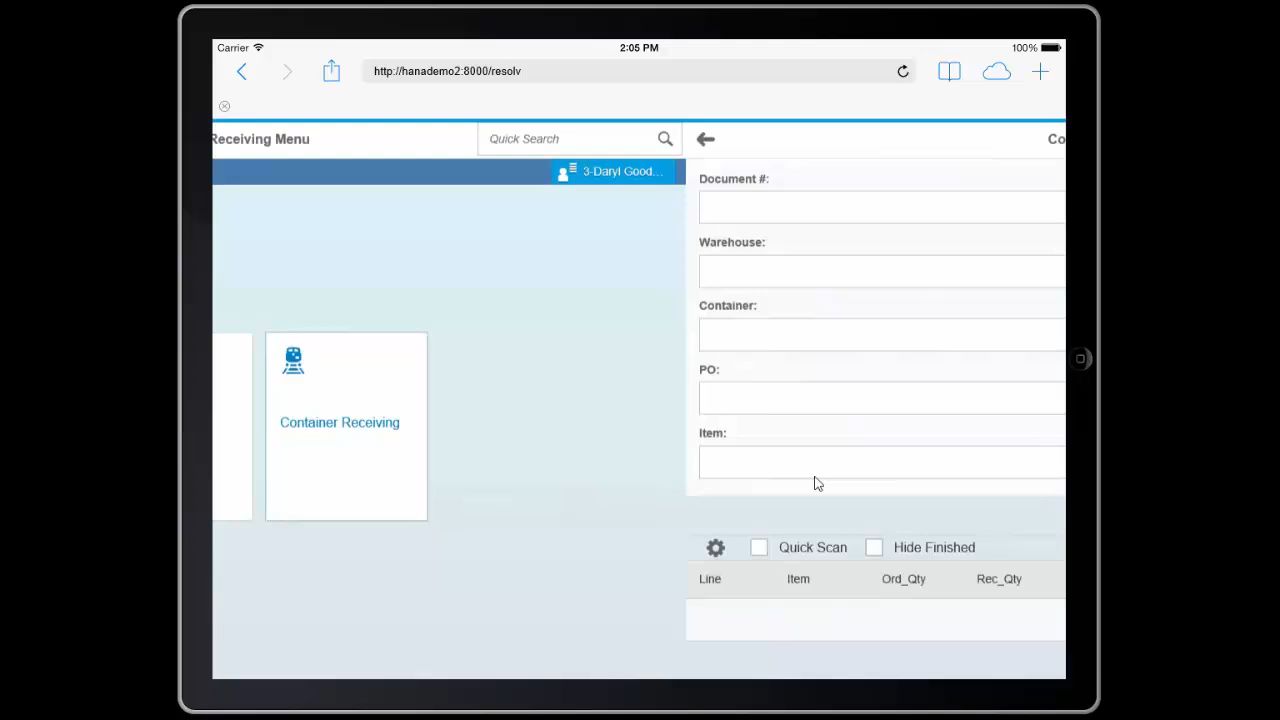 Carrier
2:05 PM
100%
http://hanademo2:8000/resolv
Receiving Menu
Quick Search
Co
3-Daryl Good...
Document #:
Warehouse:
Container:
PO:
Item:
Container Receiving
Quick Scan
Hide Finished
Line Item Ord_Qty Rec_Qty